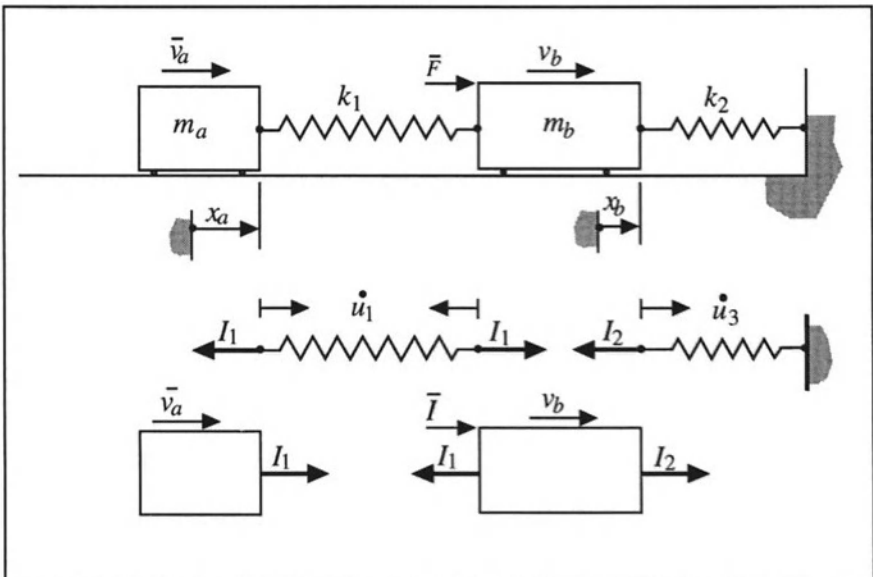 v̄a F̄ vb
k1 k2
ma mb
xa xb
u̇1 u̇3
I1 I1 I2
v̄a Ī vb
I1 I1 I2